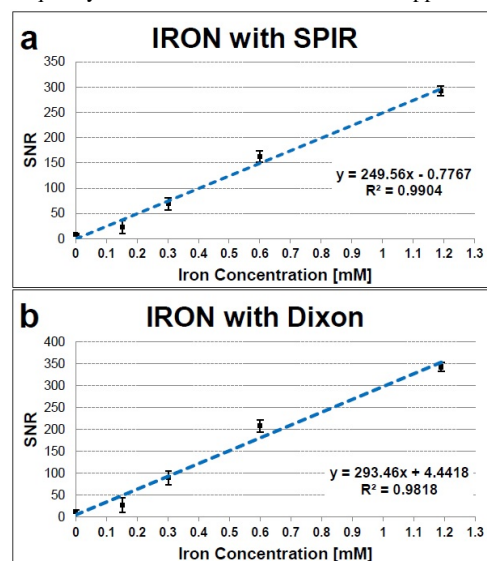 a
IRON with SPIR
350
300
250
200
150
100
50
0
SNR
y = 249.56x - 0.7767
R² = 0.9904
0 0.1 0.2 0.3 0.4 0.5 0.6 0.7 0.8 0.9 1 1.1 1.2 1.3
Iron Concentration [mM]
b
IRON with Dixon
400
350
300
250
200
150
100
50
0
SNR
y = 293.46x + 4.4418
R² = 0.9818
0 0.1 0.2 0.3 0.4 0.5 0.6 0.7 0.8 0.9 1 1.1 1.2 1.3
Iron Concentration [mM]